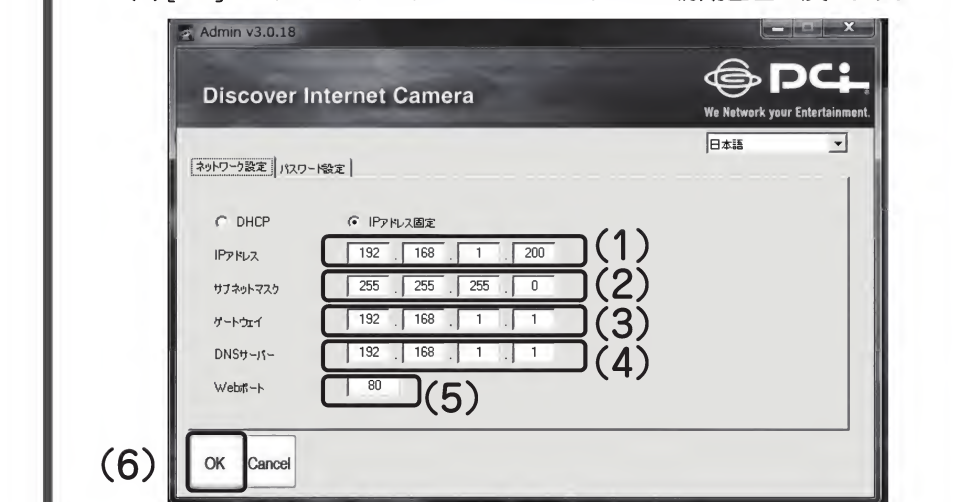 Admin v3.0.18
PCi
Discover Internet Camera
We Network your Entertainment.
日本語
ネットワーク設定 パスワード設定
DHCP IPアドレス固定
IPアドレス 192 . 168 . 1 . 200 (1)
サブネットマスク 255 . 255 . 255 . 0 (2)
ゲートウェイ 192 . 168 . 1 . 1 (3)
DNSサーバー 192 . 168 . 1 . 1 (4)
Webポート 80 (5)
(6) OK Cancel